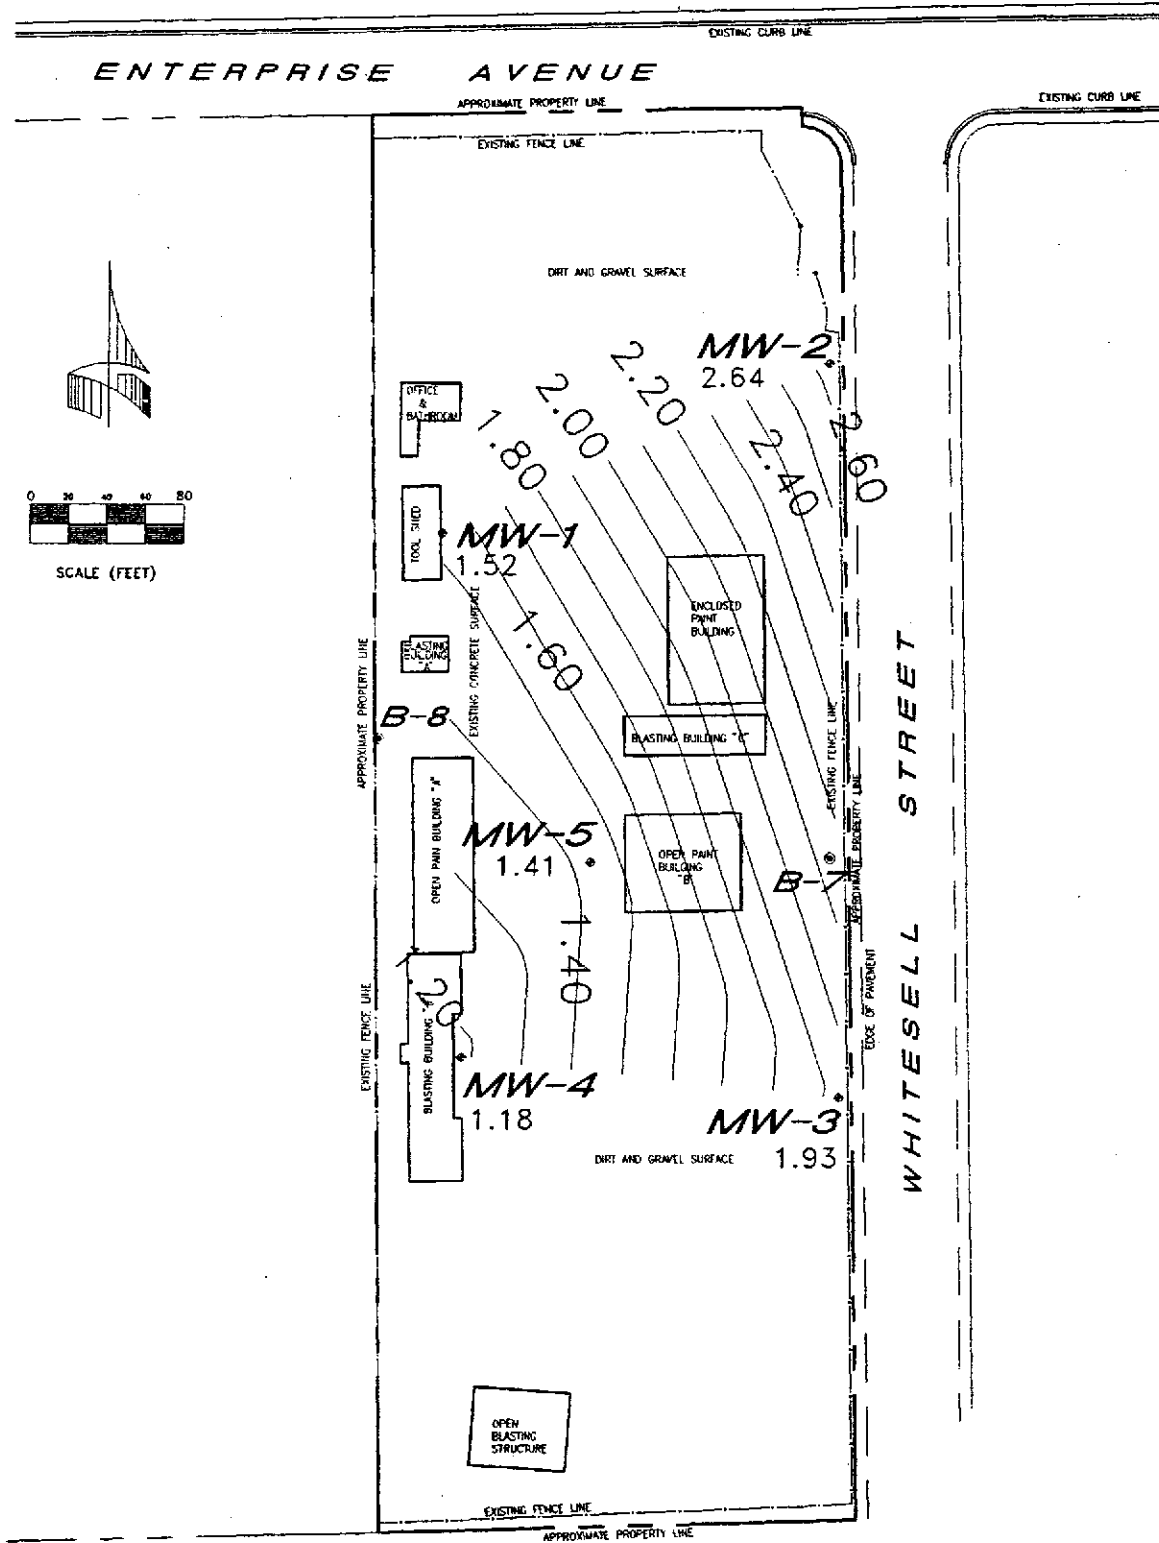 EXISTING CURB LINE
ENTERPRISE AVENUE
EXISTING CURB LINE
APPROXIMATE PROPERTY LINE
EXISTING FENCE LINE
DIRT AND GRAVEL SURFACE
MW-2
2.64
2.20
2.00
1.80
2.40
2.60
OFFICE
&
BATHROOM
0 20 40 60 80
SCALE (FEET)
TOOL SHED
MW-1
1.52
EXISTING CONCRETE SURFACE
1.60
ENCLOSED
PAINT
BUILDING
BLASTING
BUILDING
"A"
APPROXIMATE PROPERTY LINE
B-8
BLASTING BUILDING "C"
EXISTING FENCE LINE
WHITESELL STREET
OPEN PAIN BUILDING "A"
MW-5
1.41
OPEN PAINT
BUILDING
"B"
B-7
APPROXIMATE PROPERTY LINE
1.40
1.20
EDGE OF PAVEMENT
EXISTING FENCE LINE
BLASTING BUILDING
MW-4
1.18
MW-3
1.93
DIRT AND GRAVEL SURFACE
OPEN
BLASTING
STRUCTURE
EXISTING FENCE LINE
APPROXIMATE PROPERTY LINE